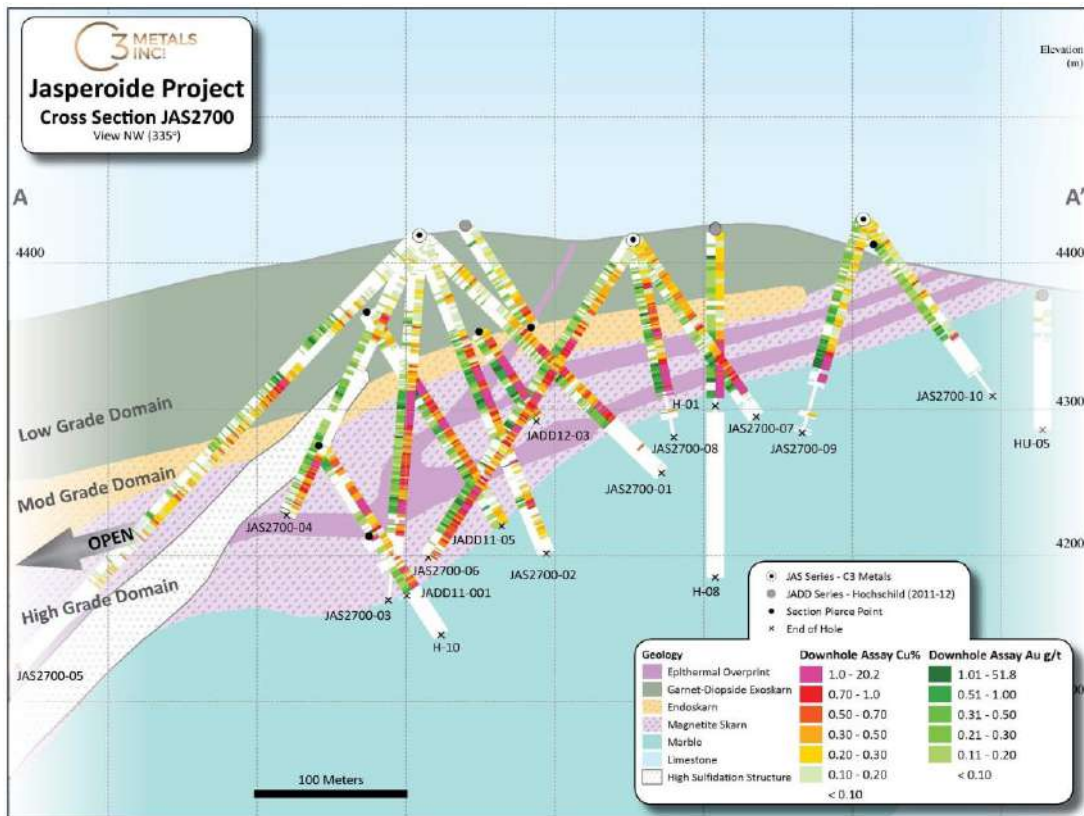 C3 METALS
INC!
Jasperoide Project
Cross Section JAS2700
View NW (335°)
Elevation
(m)
A
A'
4400
4400
Low Grade Domain
4300
H-01
JAS2700-10
JAS2700-07
JADD12-03
JAS2700-08
JAS2700-09
HU-05
JAS2700-01
Mod Grade Domain
OPEN
JAS2700-04
JADD11-05
4200
JAS2700-06
JAS2700-02
High Grade Domain
JADD11-001
JAS2700-03
H-08
H-10
JAS2700-05
100 Meters
JAS Series - C3 Metals
JADD Series - Hochschild (2011-12)
Section Pierce Point
End of Hole
Geology
Epithermal Overprint
Garnet-Diopside Exoskarn
Endoskarn
Magnetite Skarn
Marble
Limestone
High Sulfidation Structure
Downhole Assay Cu%
1.0 - 20.2
0.70 - 1.0
0.50 - 0.70
0.30 - 0.50
0.20 - 0.30
0.10 - 0.20
< 0.10
Downhole Assay Au g/t
1.01 - 51.8
0.51 - 1.00
0.31 - 0.50
0.21 - 0.30
0.11 - 0.20
< 0.10